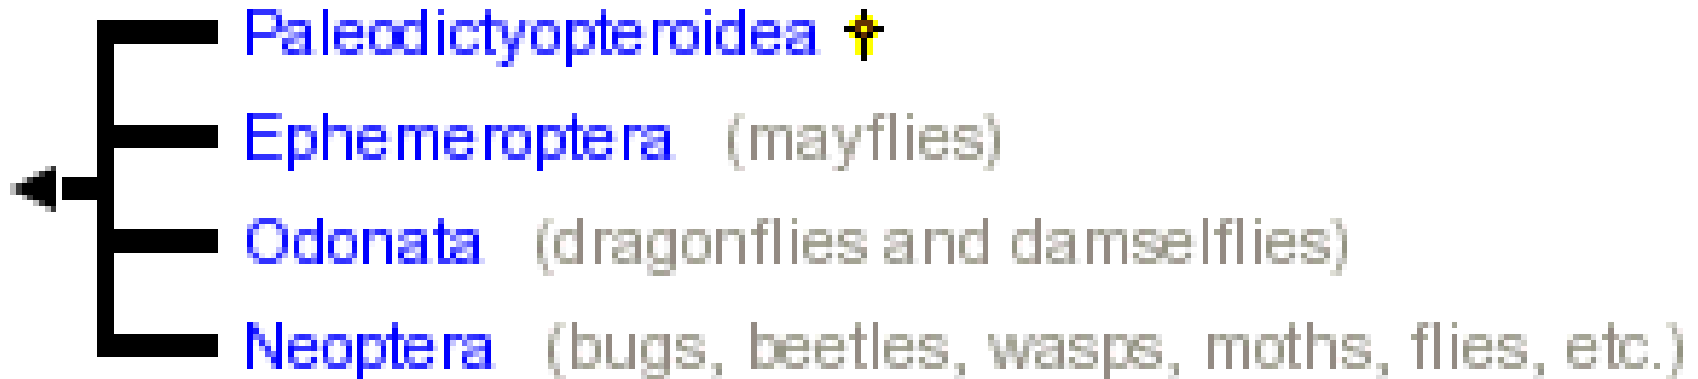 Paleodictyopteroidea †
Ephemeroptera (mayflies)
Odonata (dragonflies and damselflies)
Neoptera (bugs, beetles, wasps, moths, flies, etc.)